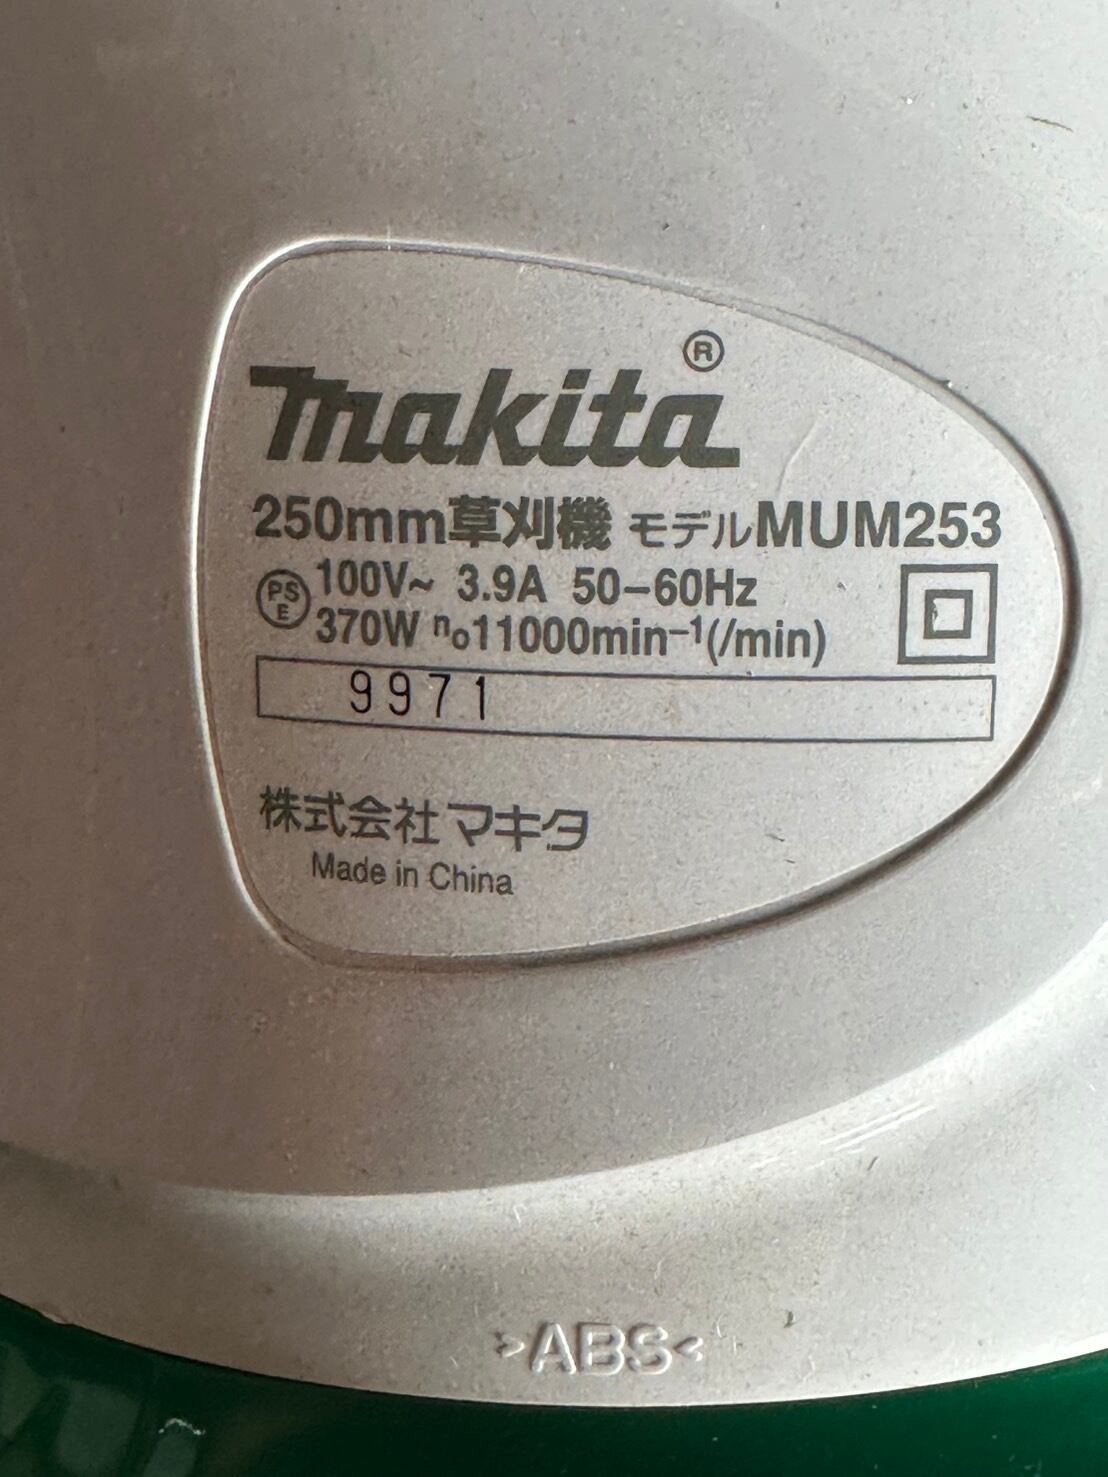 makita®
250mm草刈機 モデルMUM253
PSE 100V~ 3.9A 50-60Hz
370W n₀11000min⁻¹(/min)
9971
株式会社マキタ
Made in China
>ABS<